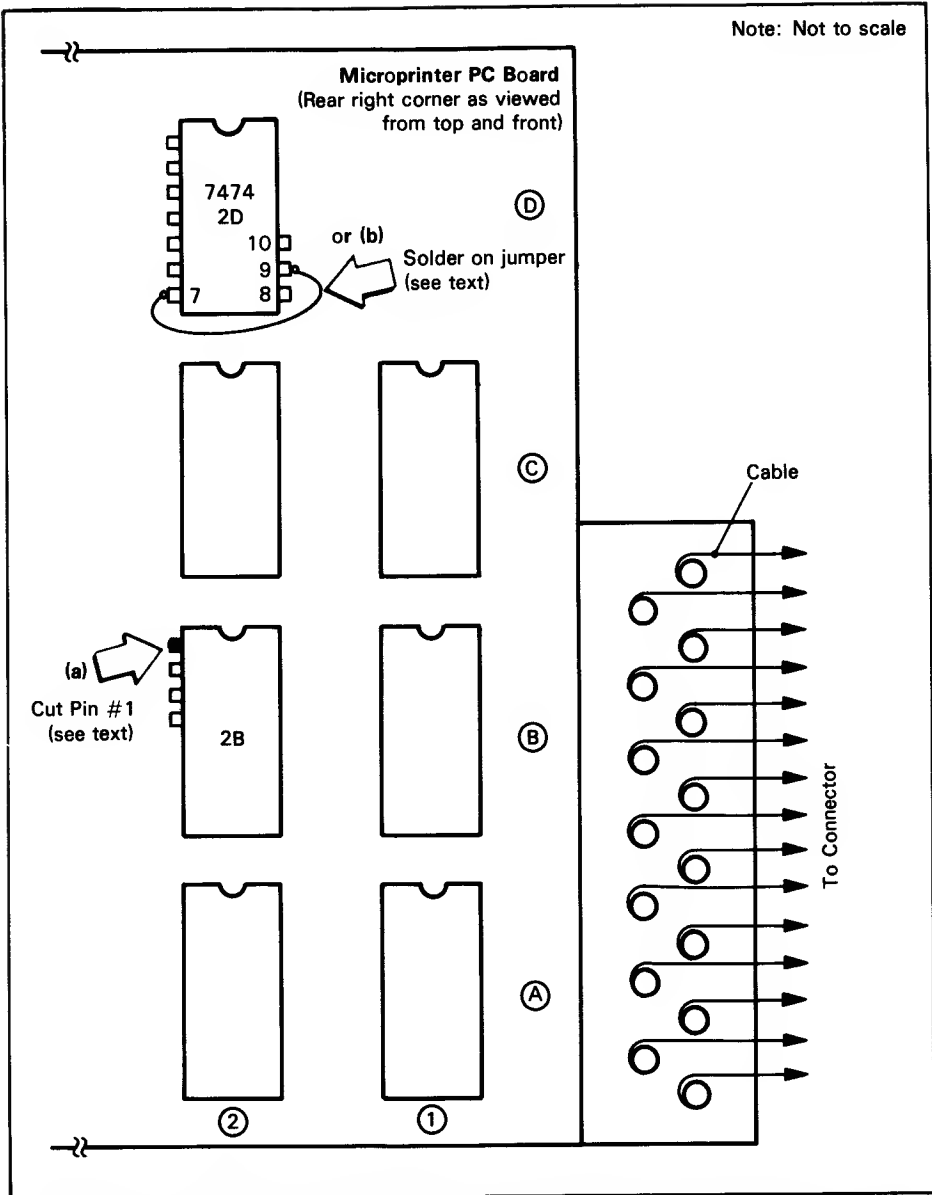 Note: Not to scale
Microprinter PC Board
(Rear right corner as viewed
from top and front)
7474
2D
10
9
8
7
D
or (b)
Solder on jumper
(see text)
C
Cable
(a)
Cut Pin #1
(see text)
2B
B
To Connector
A
2
1